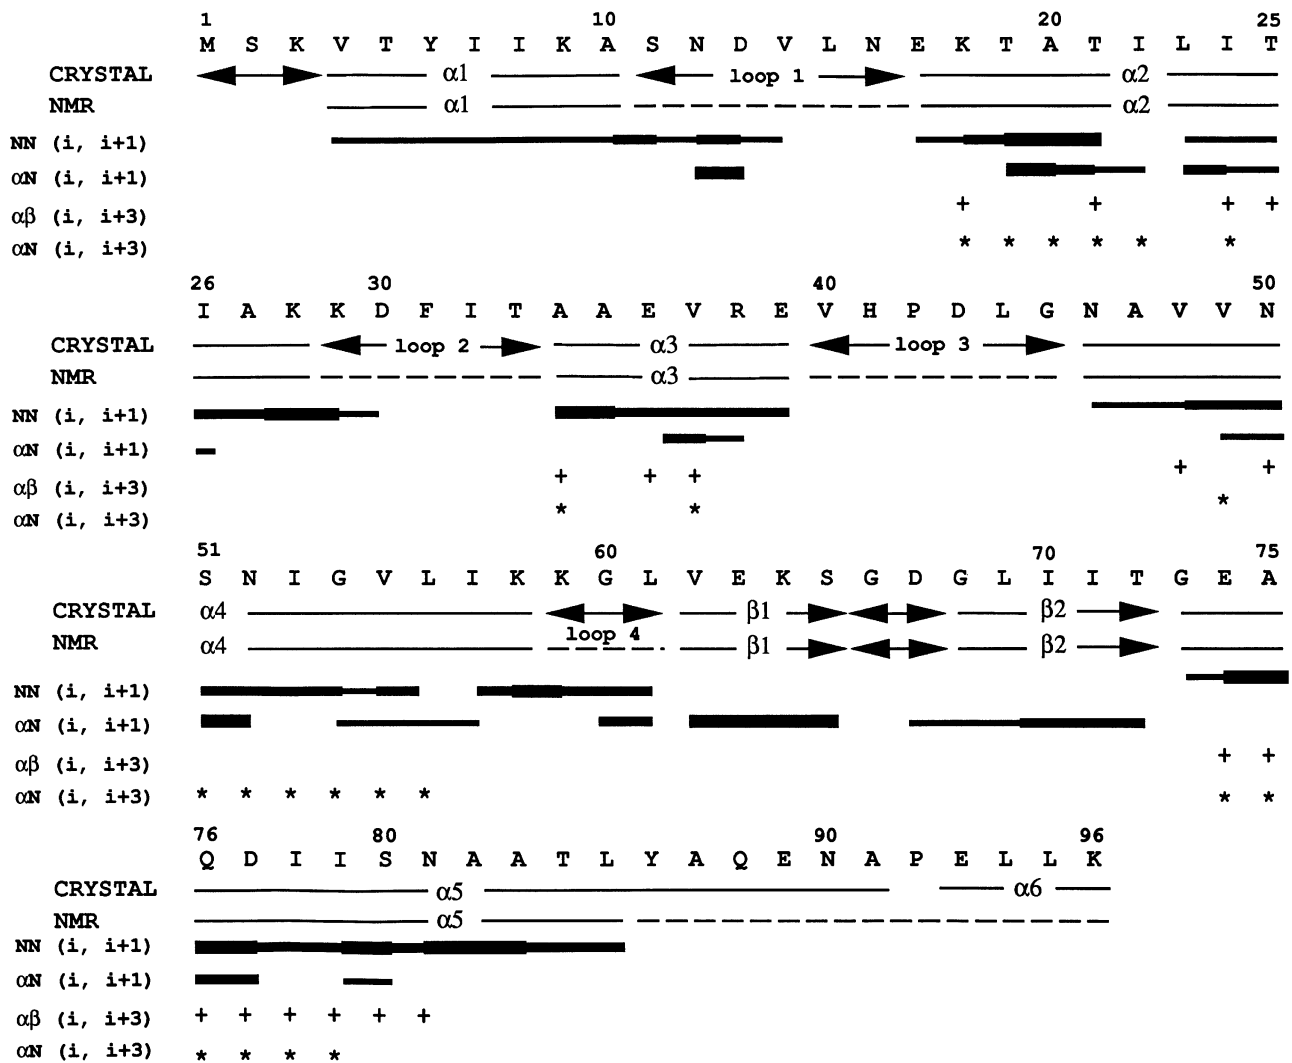 1 10 20 25
M S K V T Y I I K A S N D V L N E K T A T I L I T
CRYSTAL α1 loop 1 α2
NMR α1 α2
NN (i, i+1)
αN (i, i+1)
αβ (i, i+3) + + + +
αN (i, i+3) * * * * * *
26 30 40 50
I A K K D F I T A A E V R E V H P D L G N A V V N
CRYSTAL loop 2 α3 loop 3
NMR α3
NN (i, i+1)
αN (i, i+1)
αβ (i, i+3) + + + + +
αN (i, i+3) * * *
51 60 70 75
S N I G V L I K K G L V E K S G D G L I I T G E A
CRYSTAL α4 β1 β2
loop 4
NMR α4 β1 β2
NN (i, i+1)
αN (i, i+1)
αβ (i, i+3) + +
αN (i, i+3) * * * * * * * *
76 80 90 96
Q D I I S N A A T L Y A Q E N A P E L L K
CRYSTAL α5 α6
NMR α5
NN (i, i+1)
αN (i, i+1)
αβ (i, i+3) + + + + + +
αN (i, i+3) * * * *